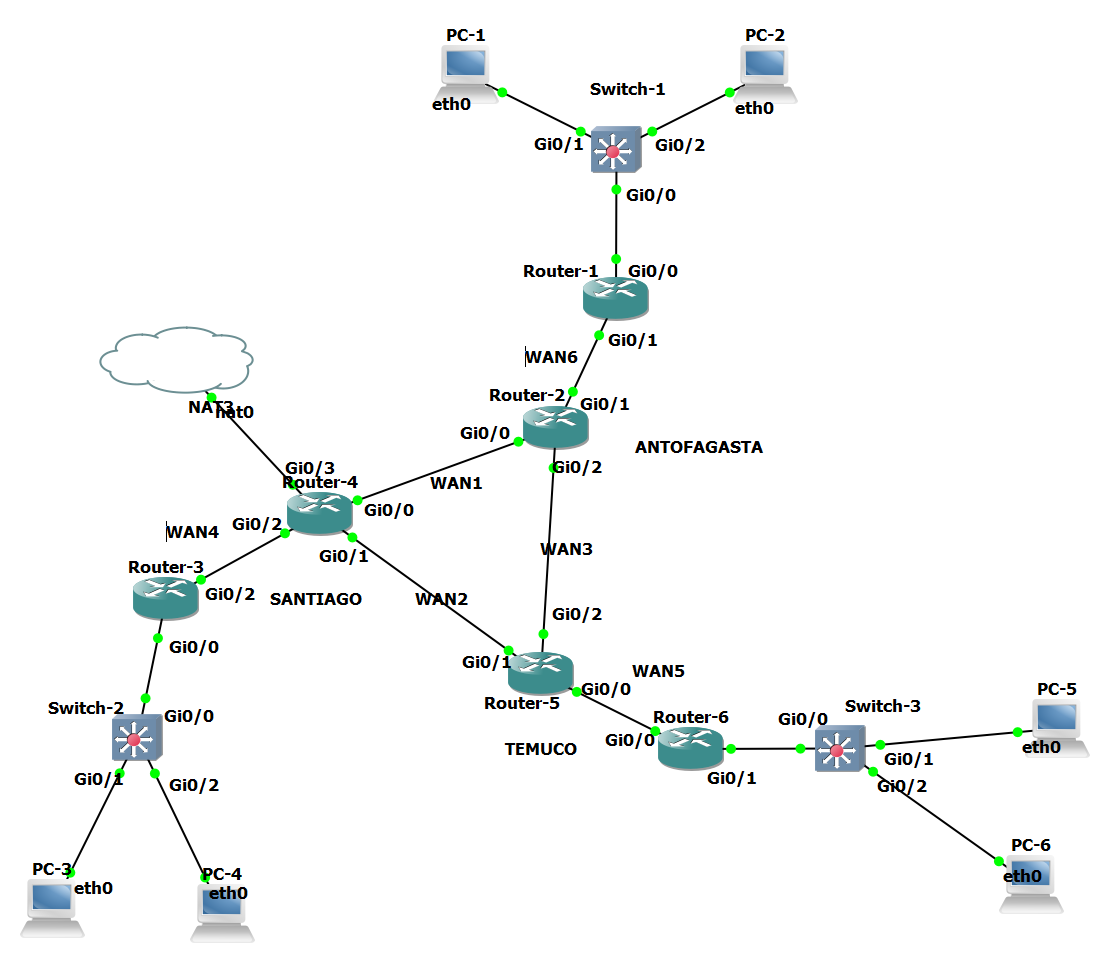 PC-1
PC-2
Switch-1
eth0
eth0
Gi0/1
Gi0/2
Gi0/0
Router-1
Gi0/0
Gi0/1
WAN6
Router-2
Gi0/1
NAT3
nat0
Gi0/0
ANTOFAGASTA
Gi0/3
Gi0/2
Router-4
WAN1
Gi0/0
Gi0/2
WAN4
Gi0/1
WAN3
Router-3
Gi0/2
SANTIAGO
WAN2
Gi0/2
Gi0/0
Gi0/1
WAN5
Gi0/0
Router-5
PC-5
Switch-2
Gi0/0
Router-6
Gi0/0
Switch-3
TEMUCO
Gi0/0
eth0
Gi0/1
Gi0/1
Gi0/1
Gi0/2
Gi0/2
PC-6
PC-3
PC-4
eth0
eth0
eth0